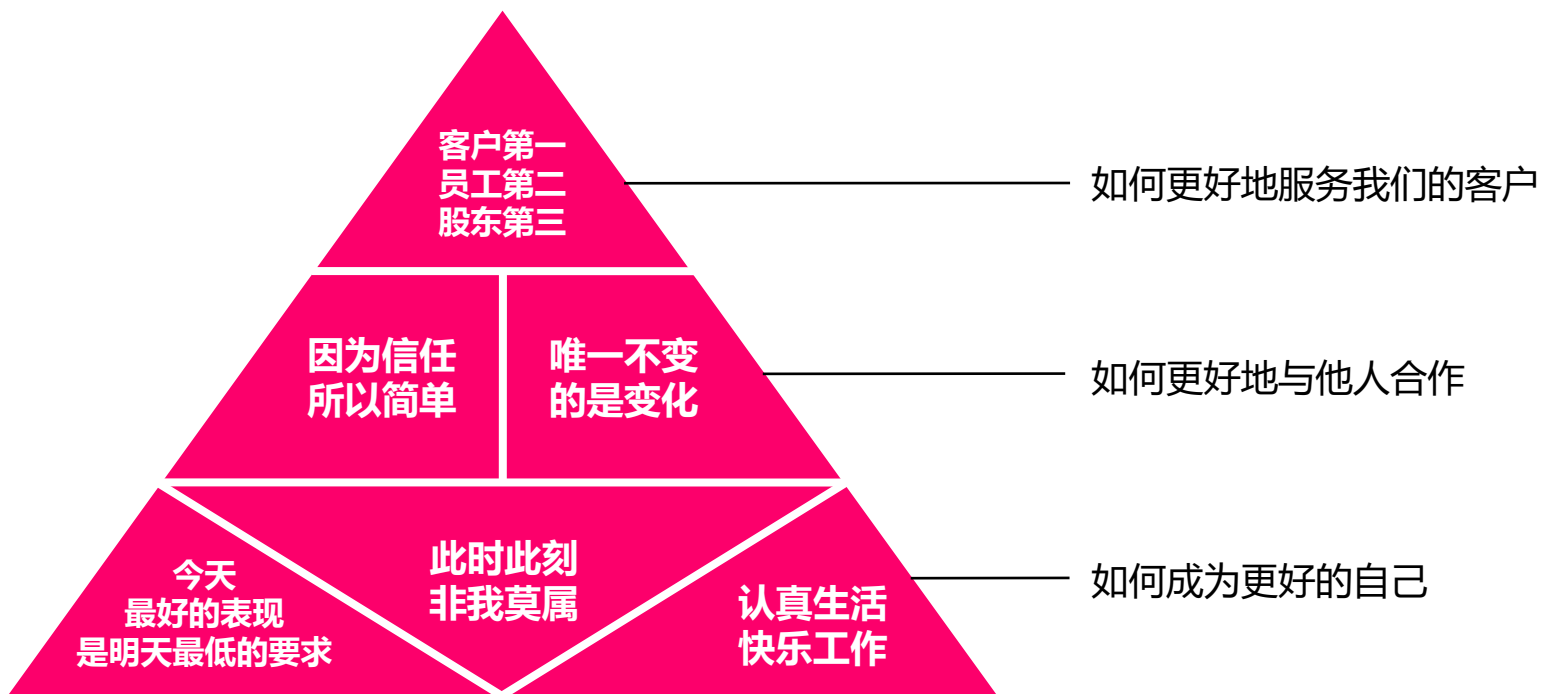 客户第一
员工第二
股东第三
如何更好地服务我们的客户
因为信任
所以简单
唯一不变
的是变化
如何更好地与他人合作
今天
最好的表现
是明天最低的要求
此时此刻
非我莫属
认真生活
快乐工作
如何成为更好的自己